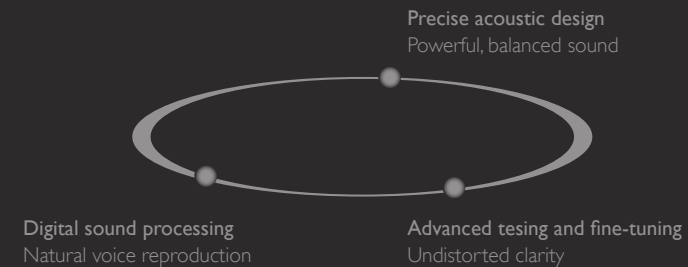 Precise acoustic design
Powerful, balanced sound
Digital sound processing
Natural voice reproduction
Advanced tesing and fine-tuning
Undistorted clarity